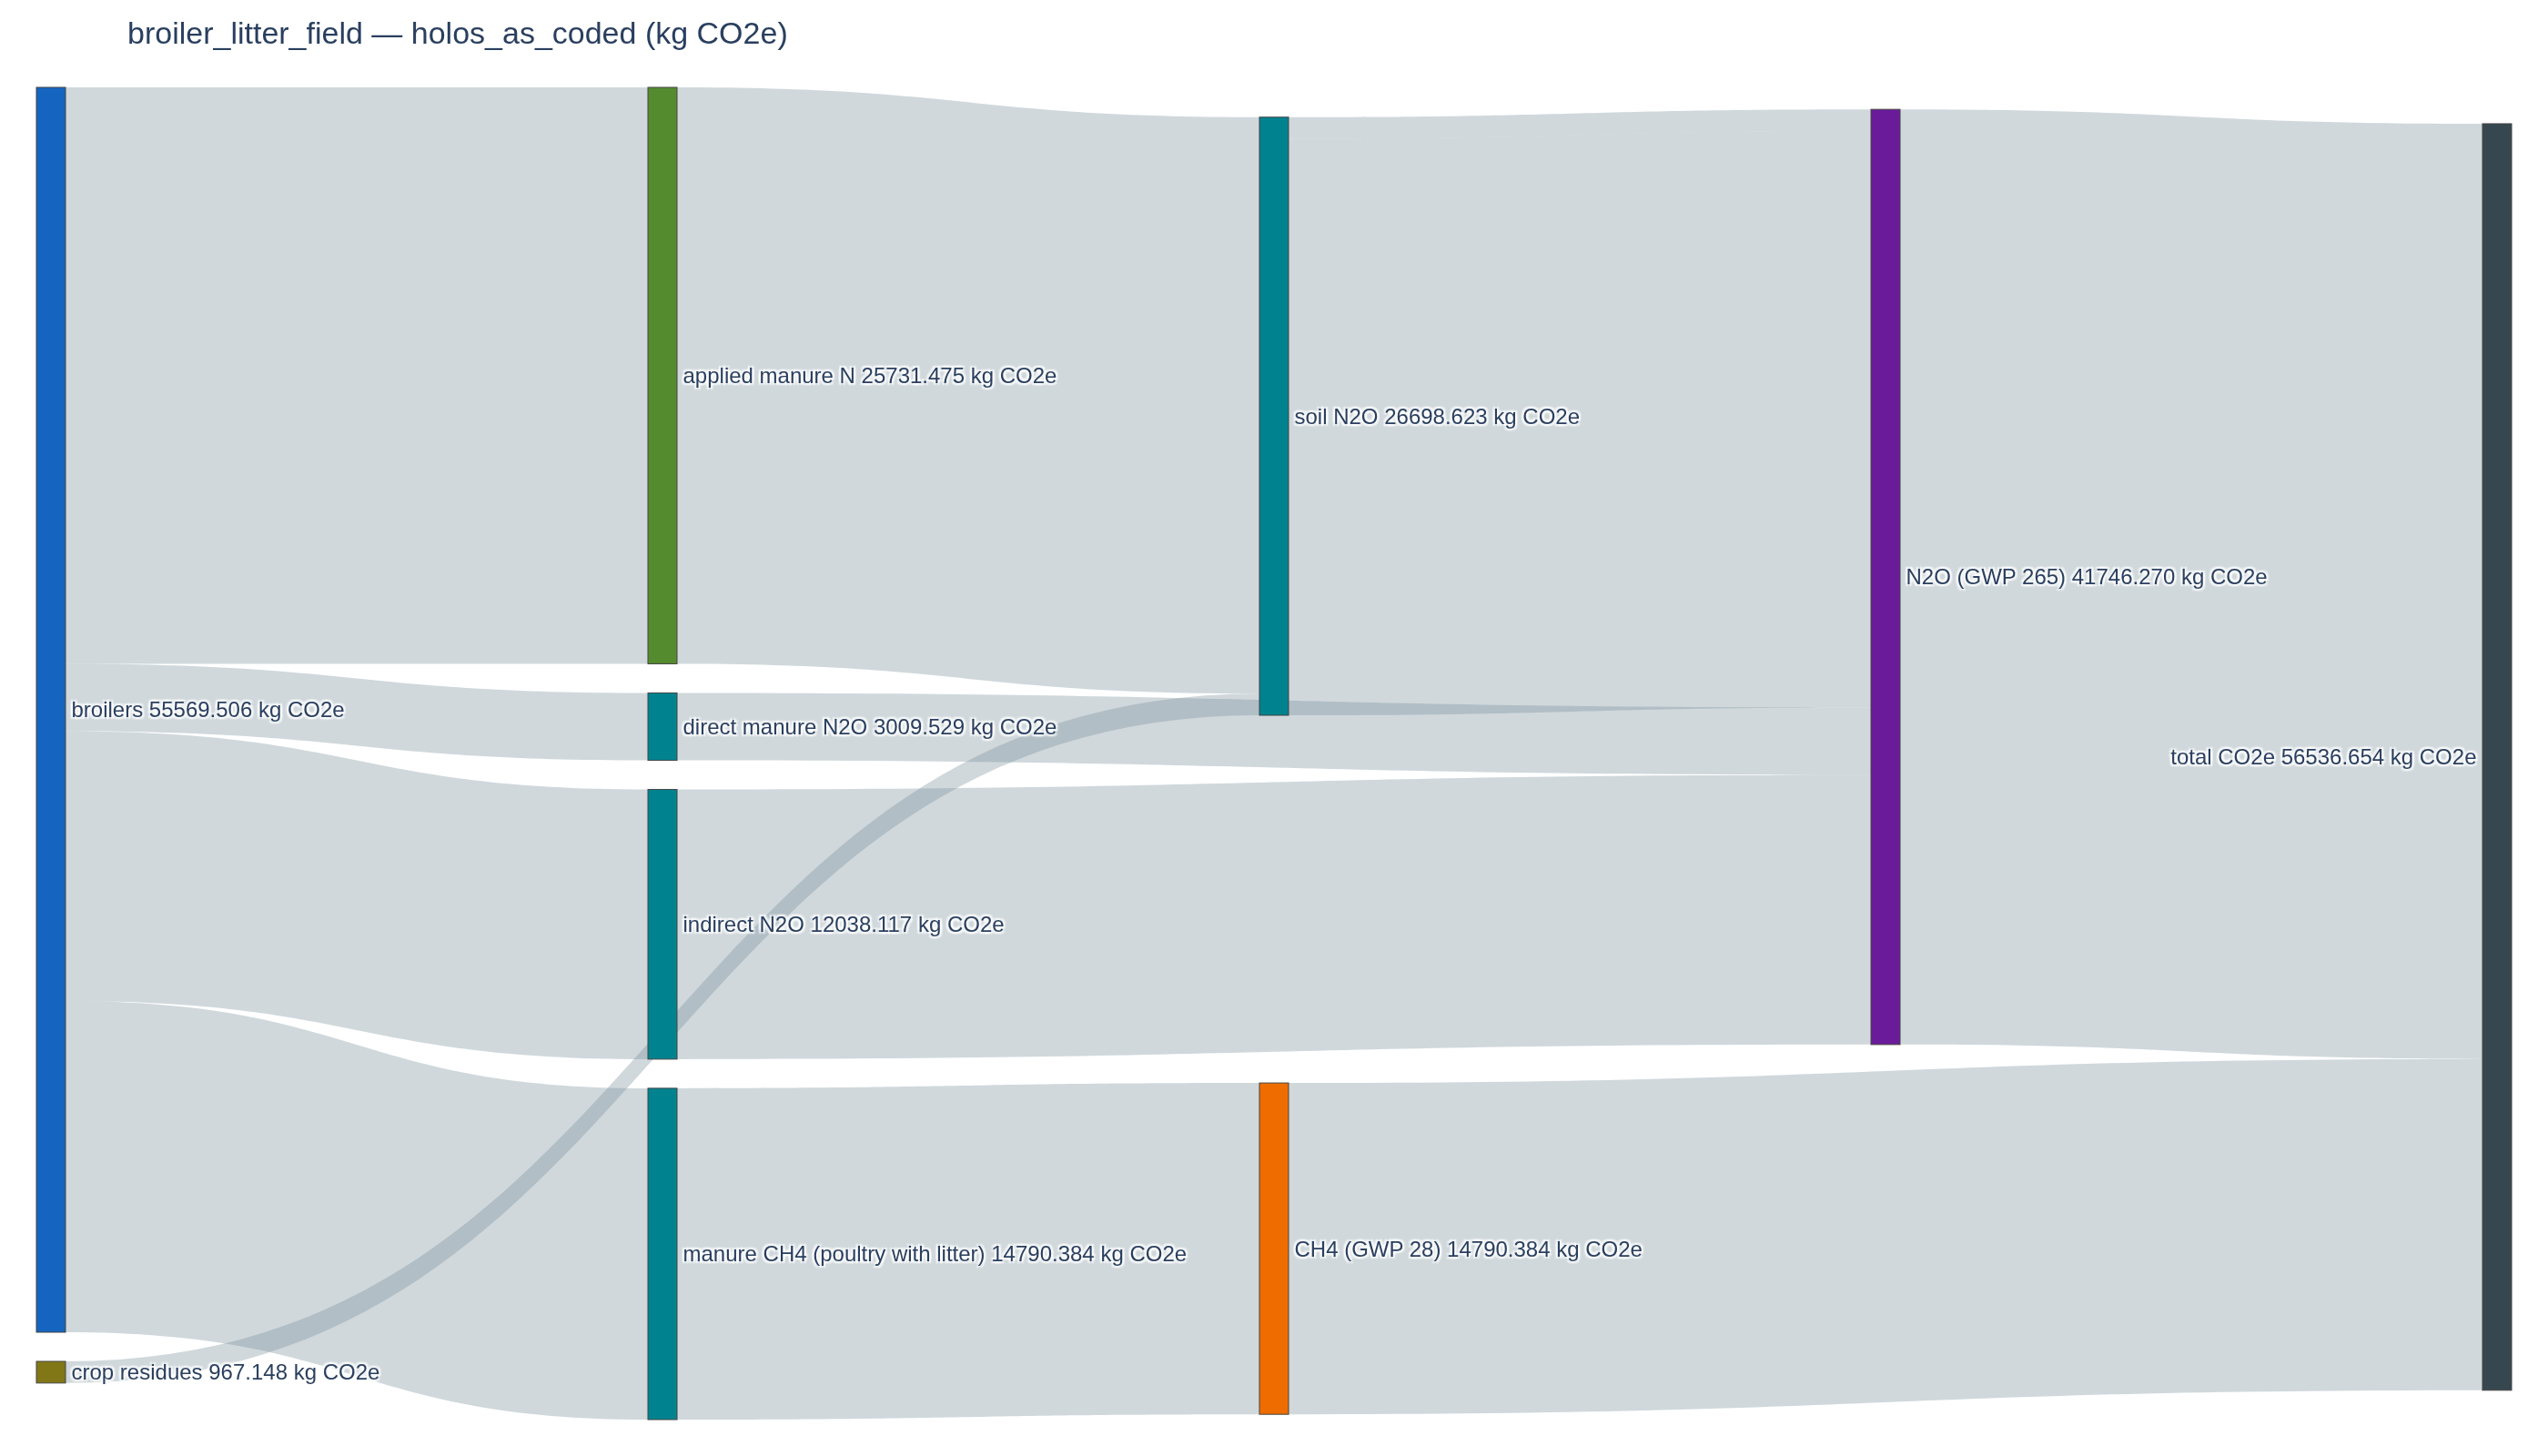 broiler_litter_field — holos_as_coded (kg CO2e)
applied manure N 25731.475 kg CO2e
soil N2O 26698.623 kg CO2e
N2O (GWP 265) 41746.270 kg CO2e
broilers 55569.506 kg CO2e
direct manure N2O 3009.529 kg CO2e
total CO2e 56536.654 kg CO2e
indirect N2O 12038.117 kg CO2e
manure CH4 (poultry with litter) 14790.384 kg CO2e
CH4 (GWP 28) 14790.384 kg CO2e
crop residues 967.148 kg CO2e